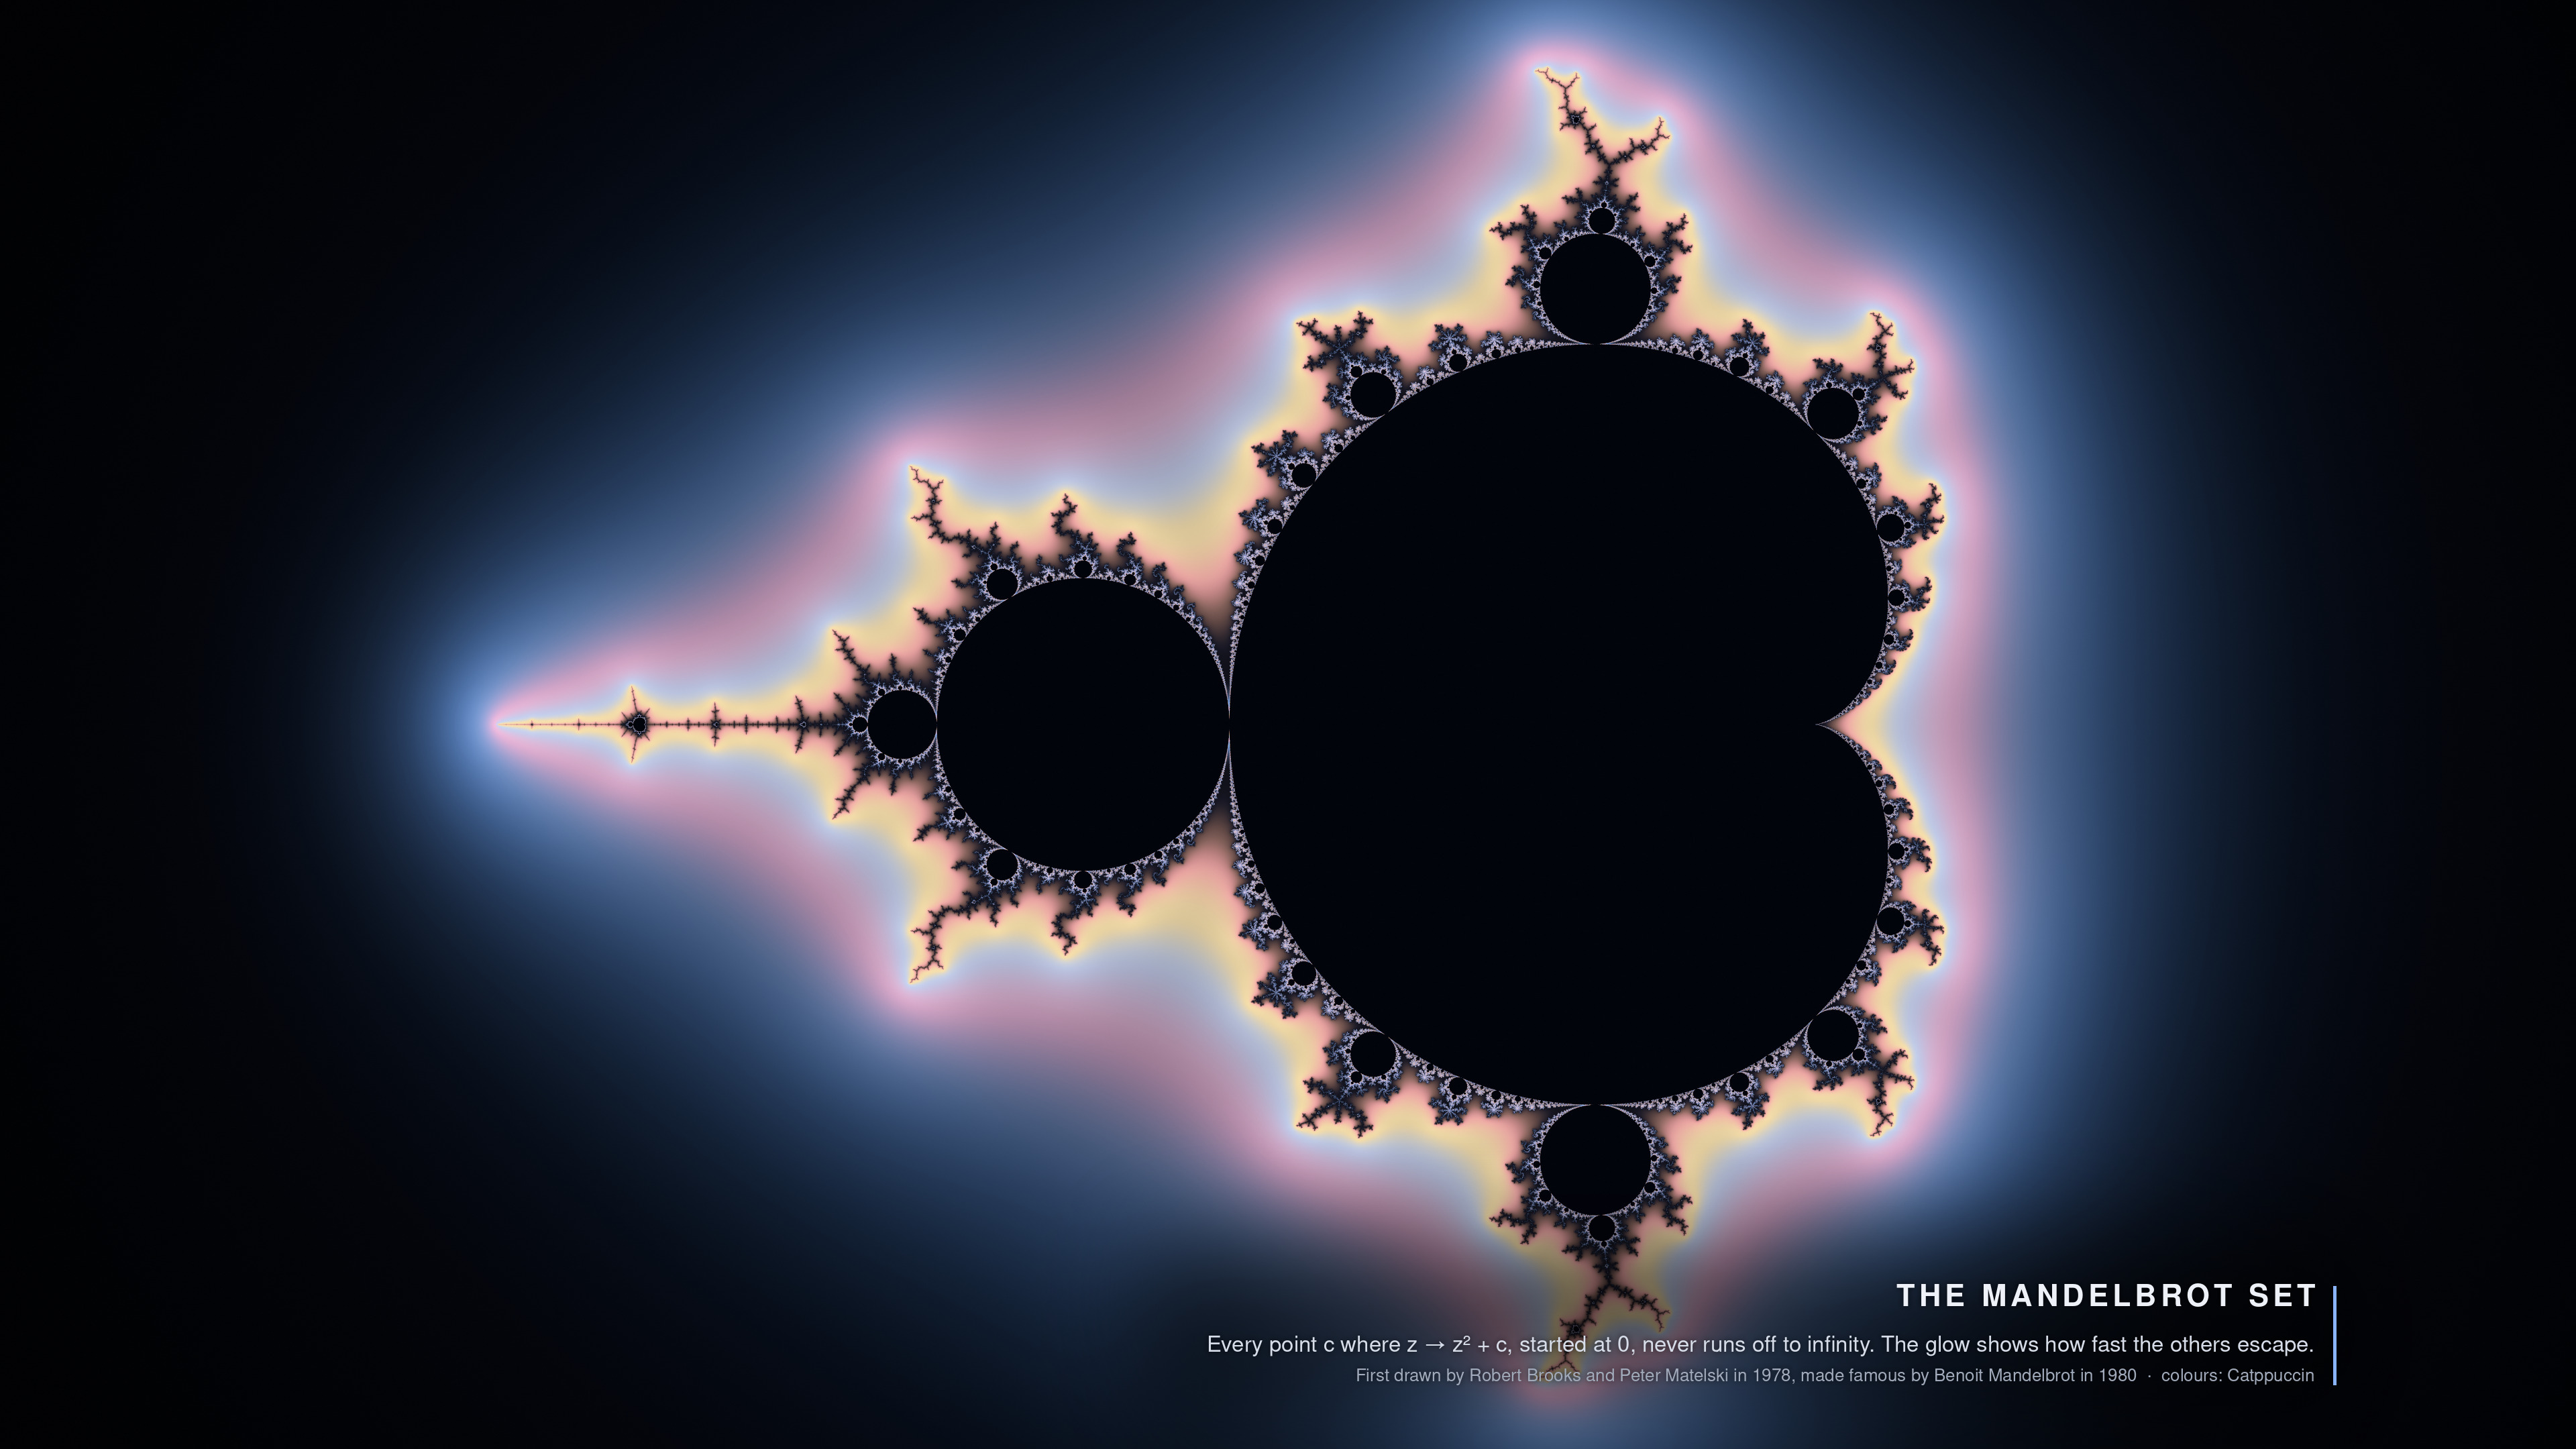 THE MANDELBROT SET
Every point c where z → z² + c, started at 0, never runs off to infinity. The glow shows how fast the others escape.
First drawn by Robert Brooks and Peter Matelski in 1978, made famous by Benoit Mandelbrot in 1980 · colours: Catppuccin